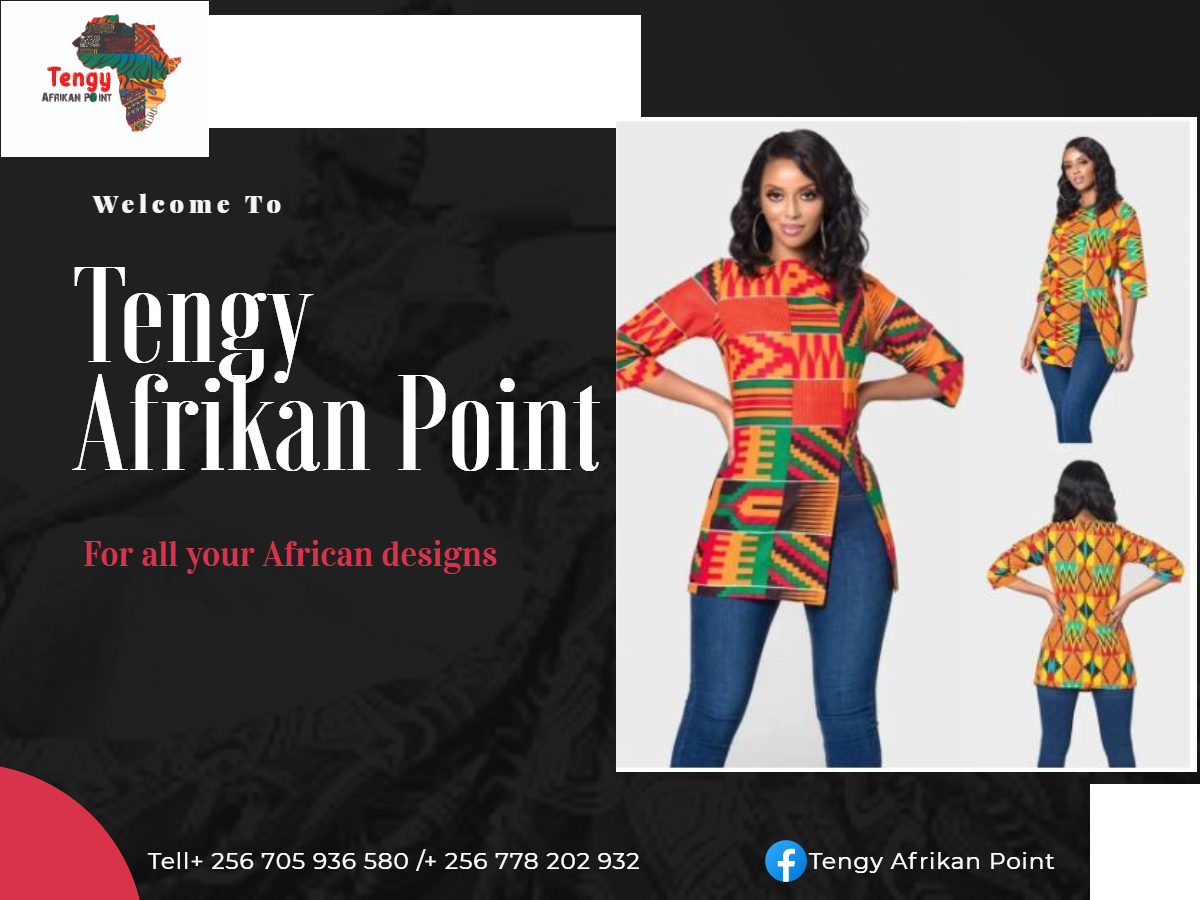 Tengy
AFRIKAN POINT
Welcome To
Tengy
Afrikan Point
For all your African designs
Tell+ 256 705 936 580 /+ 256 778 202 932
Tengy Afrikan Point